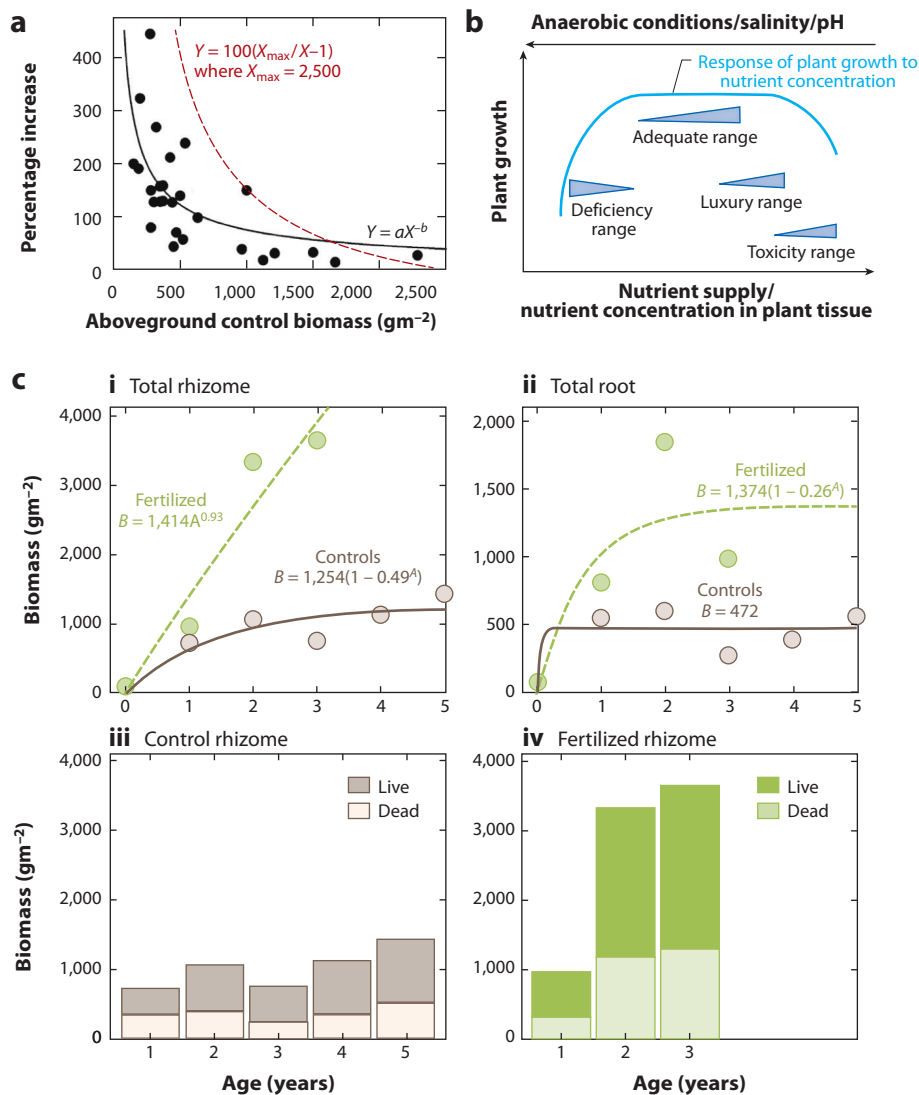 a
Y = 100(Xmax/X–1)
where Xmax = 2,500
Y = aX–b
Percentage increase
400
300
200
100
0
0
500
1,000
1,500
2,000
2,500
Aboveground control biomass (gm–2)
b
Anaerobic conditions/salinity/pH
Response of plant growth to
nutrient concentration
Adequate range
Deficiency
range
Luxury range
Toxicity range
Plant growth
Nutrient supply/
nutrient concentration in plant tissue
c
i Total rhizome
4,000
3,000
2,000
1,000
0
Fertilized
B = 1,414A0.93
Controls
B = 1,254(1 – 0.49A)
0
1
2
3
4
5
Biomass (gm–2)
ii Total root
2,000
1,500
1,000
500
0
Fertilized
B = 1,374(1 – 0.26A)
Controls
B = 472
0
1
2
3
4
5
iii Control rhizome
4,000
3,000
2,000
1,000
0
Live
Dead
1
2
3
4
5
Biomass (gm–2)
Age (years)
iv Fertilized rhizome
4,000
3,000
2,000
1,000
0
Live
Dead
1
2
3
Age (years)